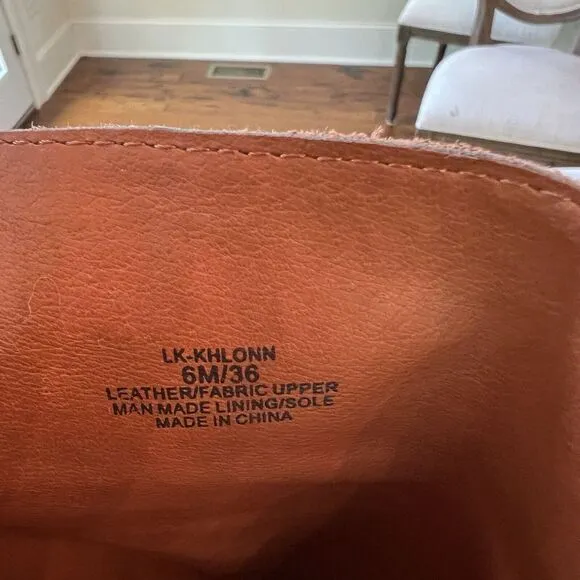 LK-KHLONN
6M/36
LEATHER/FABRIC UPPER
MAN MADE LINING/SOLE
MADE IN CHINA